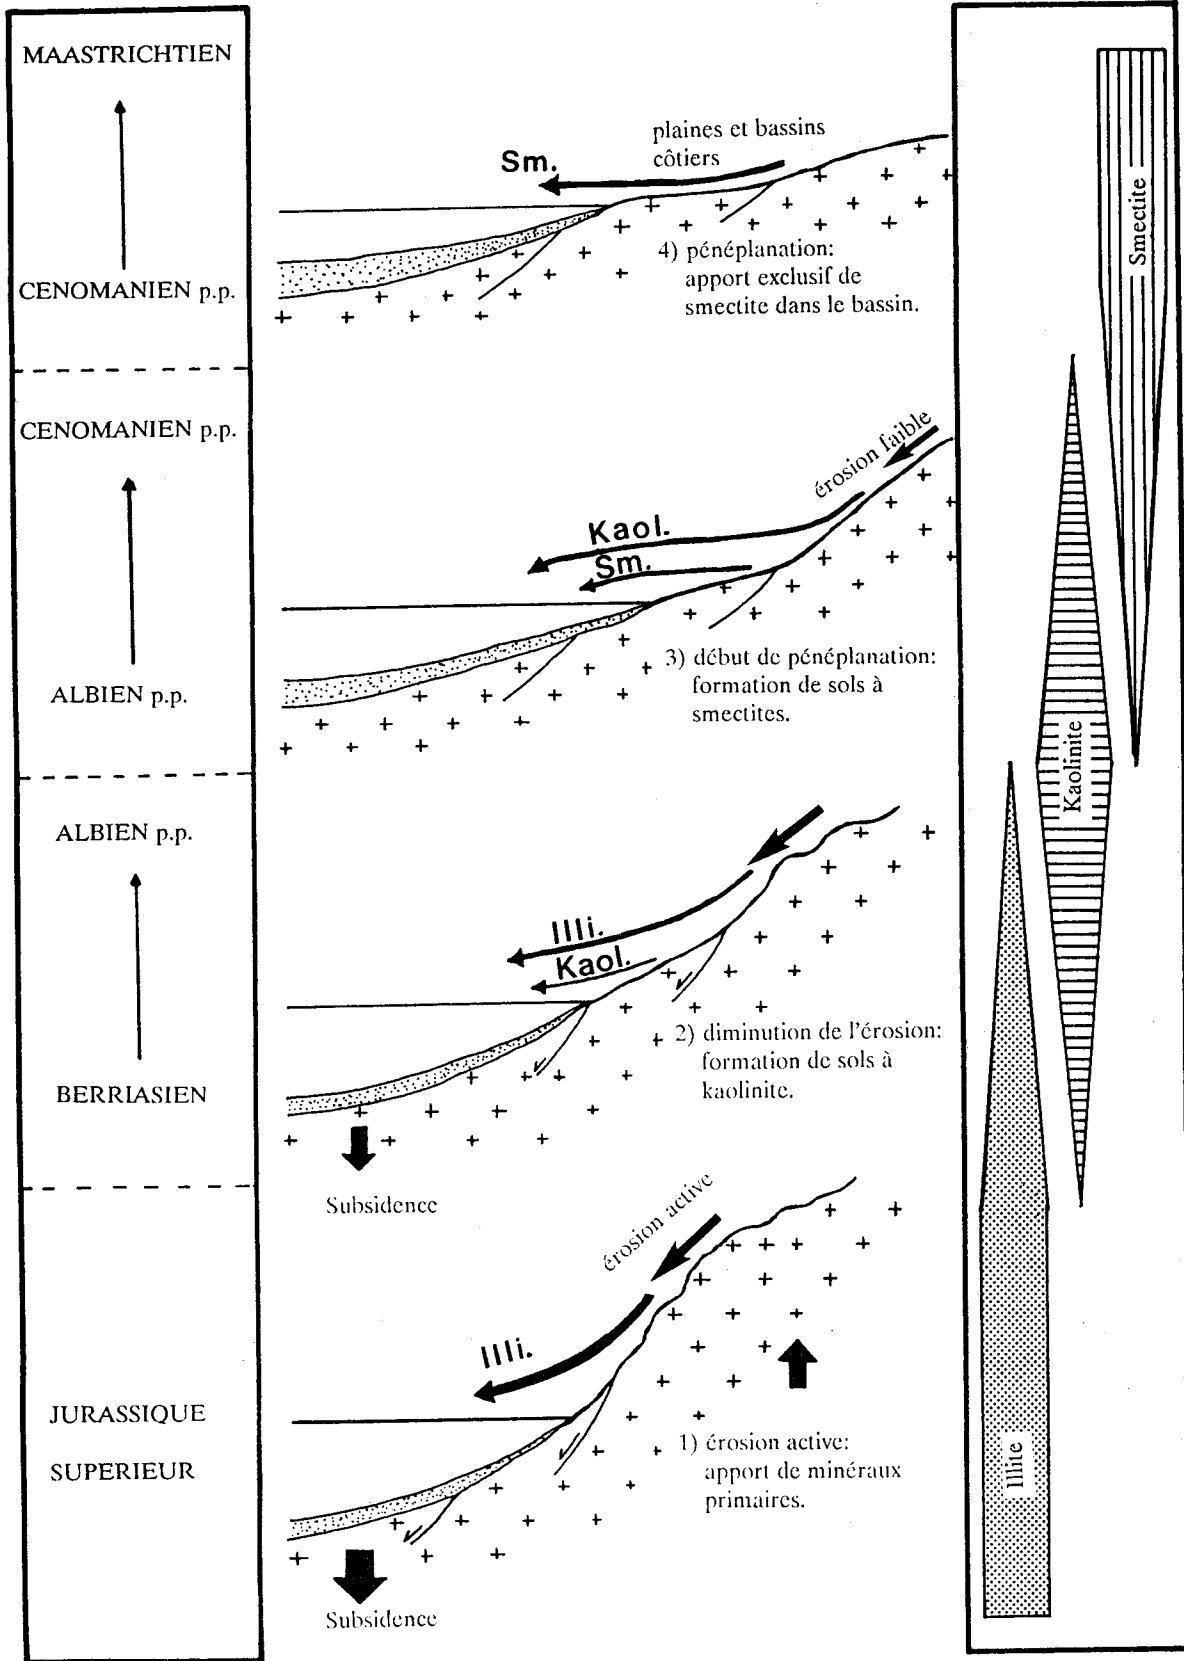 MAASTRICHTIEN
CENOMANIEN p.p.
CENOMANIEN p.p.
ALBIEN p.p.
ALBIEN p.p.
BERRIASIEN
JURASSIQUE
SUPERIEUR
plaines et bassins
côtiers
Sm.
4) pénéplanation:
apport exclusif de
smectite dans le bassin.
érosion faible
Kaol.
Sm.
3) début de pénéplanation:
formation de sols à
smectites.
Illi.
Kaol.
2) diminution de l'érosion:
formation de sols à
kaolinite.
Subsidence
érosion active
Illi.
1) érosion active:
apport de minéraux
primaires.
Subsidence
Smectite
Kaolinite
Illite